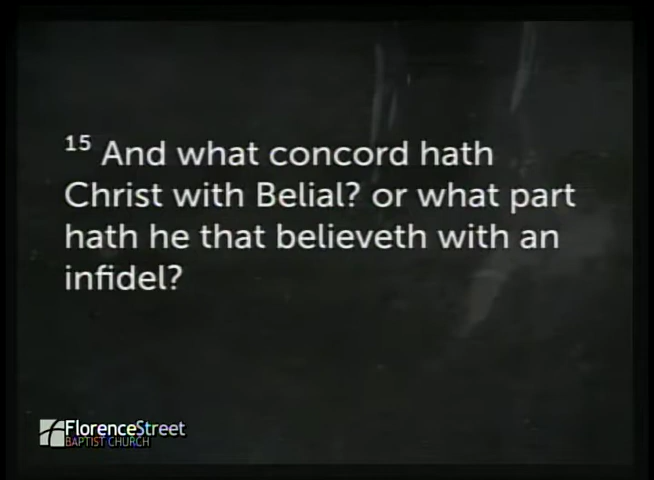 15 And what concord hath
Christ with Belial? or what part
hath he that believeth with an
infidel?
FlorenceStreet
BAPTIST CHURCH